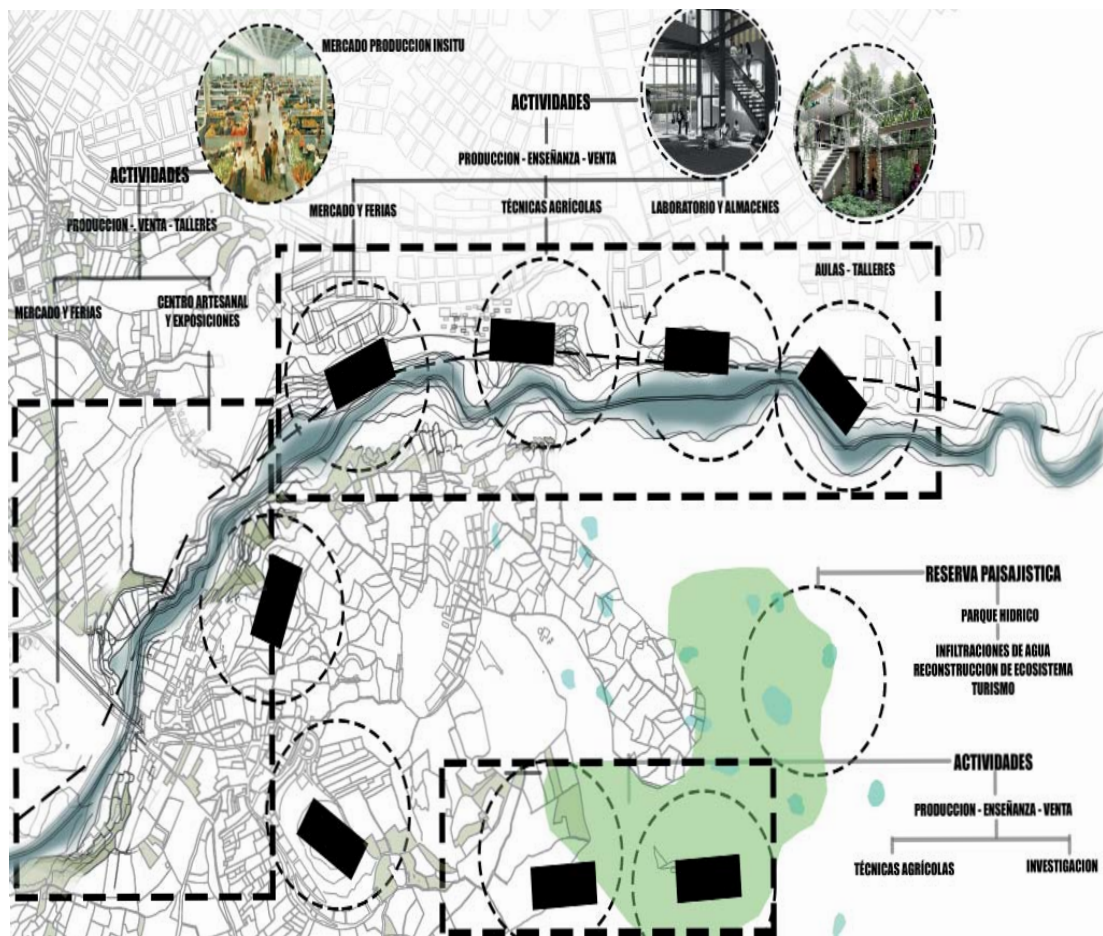 MERCADO PRODUCCION INSITU
ACTIVIDADES
PRODUCCION - ENSEÑANZA - VENTA
MERCADO Y FERIAS
TÉCNICAS AGRÍCOLAS
LABORATORIO Y ALMACENES
AULAS - TALLERES
ACTIVIDADES
PRODUCCION -. VENTA - TALLERES
MERCADO Y FERIAS
CENTRO ARTESANAL
Y EXPOSICIONES
RESERVA PAISAJISTICA
PARQUE HIDRICO
INFILTRACIONES DE AGUA
RECONSTRUCCION DE ECOSISTEMA
TURISMO
ACTIVIDADES
PRODUCCION - ENSEÑANZA - VENTA
TÉCNICAS AGRÍCOLAS
INVESTIGACION